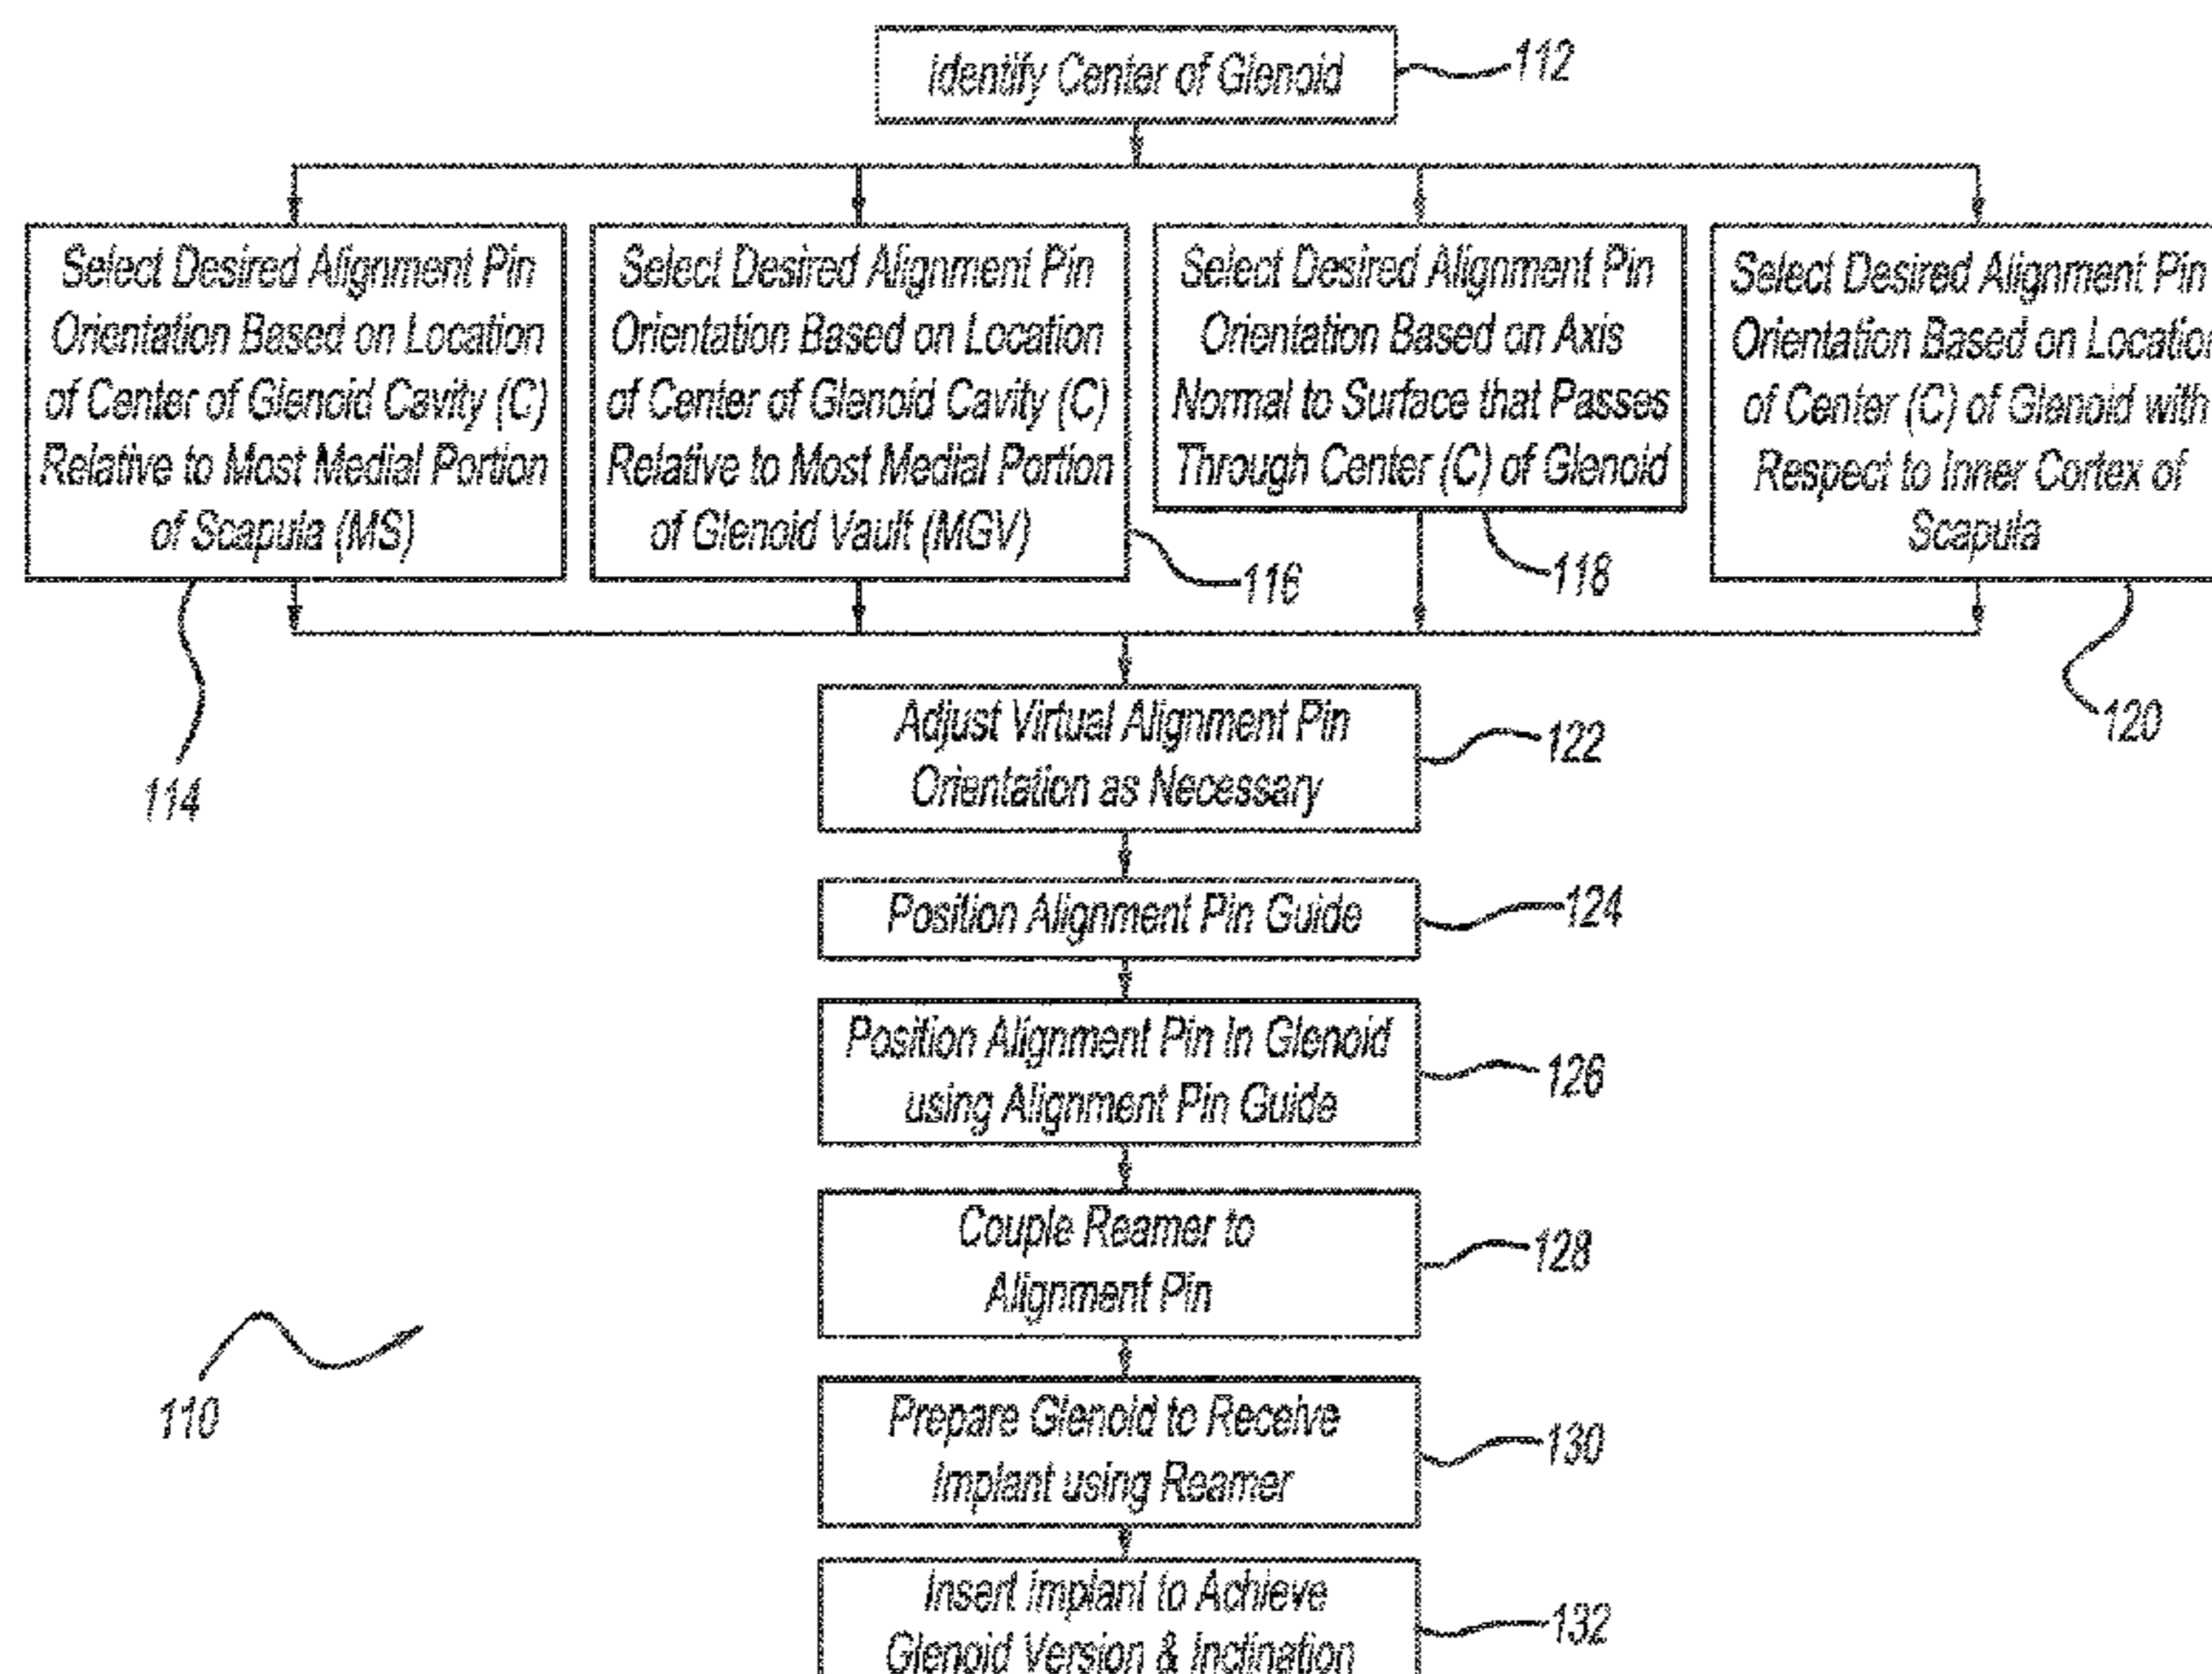 Identify Center of Glenoid
112
Select Desired Alignment Pin
Orientation Based on Location
of Center of Glenoid Cavity (C)
Relative to Most Medial Portion
of Scapula (MS)
114
Select Desired Alignment Pin
Orientation Based on Location
of Center of Glenoid Cavity (C)
Relative to Most Medial Portion
of Glenoid Vault (MGV)
116
Select Desired Alignment Pin
Orientation Based on Axis
Normal to Surface that Passes
Through Center (C) of Glenoid
118
Select Desired Alignment Pin
Orientation Based on Location
of Center (C) of Glenoid with
Respect to Inner Cortex of
Scapula
120
Adjust Virtual Alignment Pin
Orientation as Necessary
122
Position Alignment Pin Guide
124
Position Alignment Pin In Glenoid
using Alignment Pin Guide
126
Couple Reamer to
Alignment Pin
128
110
Prepare Glenoid to Receive
Implant using Reamer
130
Insert Implant to Achieve
Glenoid Version & Inclination
132